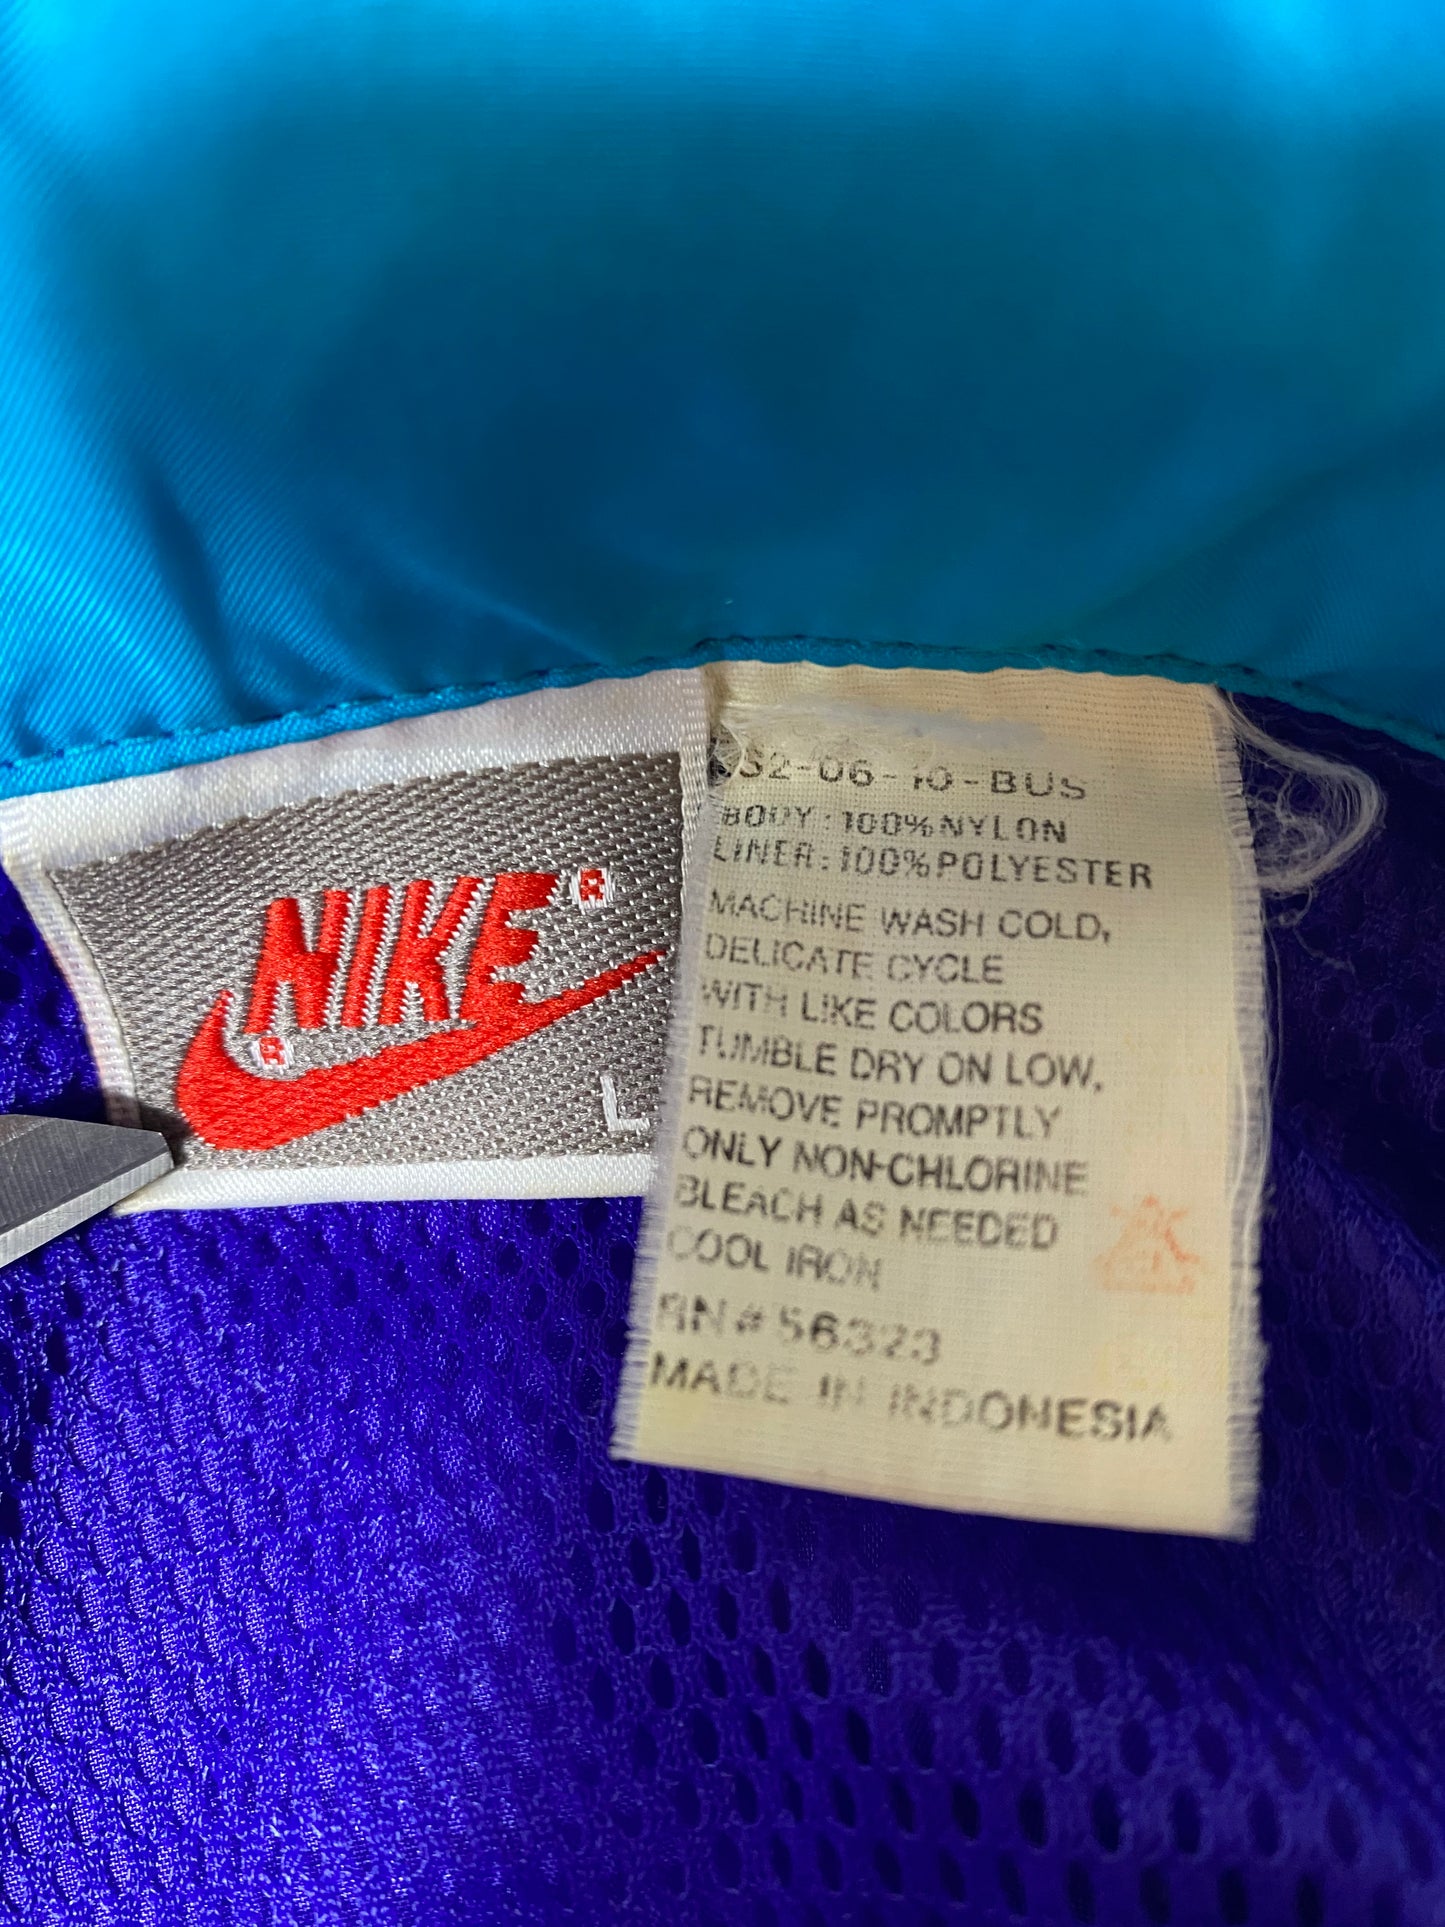 NIKE®
®
L
32-06-10-BUS
BODY: 100% NYLON
LINER: 100% POLYESTER
MACHINE WASH COLD,
DELICATE CYCLE
WITH LIKE COLORS
TUMBLE DRY ON LOW,
REMOVE PROMPTLY
ONLY NON-CHLORINE
BLEACH AS NEEDED
COOL IRON
RN#56323
MADE IN INDONESIA